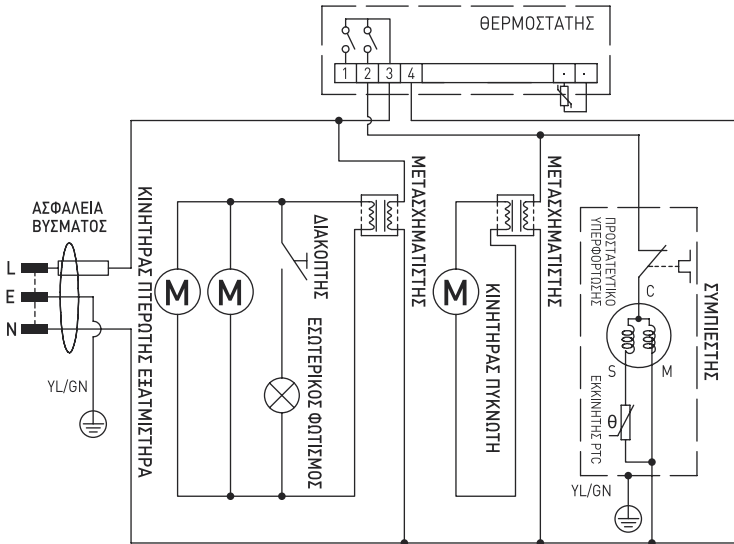 ΘΕΡΜΟΣΤΑΤΗΣ
1 2 3 4
ΑΣΦΑΛΕΙΑ
ΒΥΣΜΑΤΟΣ
L
E
N
YL/GN
ΚΙΝΗΤΗΡΑΣ ΠΤΕΡΩΤΗΣ ΕΞΑΤΜΙΣΤΗΡΑ
M
M
ΔΙΑΚΟΠΤΗΣ
ΕΣΩΤΕΡΙΚΟΣ ΦΩΤΙΣΜΟΣ
ΜΕΤΑΣΧΗΜΑΤΙΣΤΗΣ
M
ΚΙΝΗΤΗΡΑΣ ΠΥΚΝΩΤΗ
ΜΕΤΑΣΧΗΜΑΤΙΣΤΗΣ
ΠΡΟΣΤΑΤΕΥΤΙΚΟ
ΥΠΕΡΦΟΡΤΩΣΗΣ
C
S
M
ΕΚΚΙΝΗΤΗΣ PTC
θ
YL/GN
ΣΥΜΠΙΕΣΤΗΣ